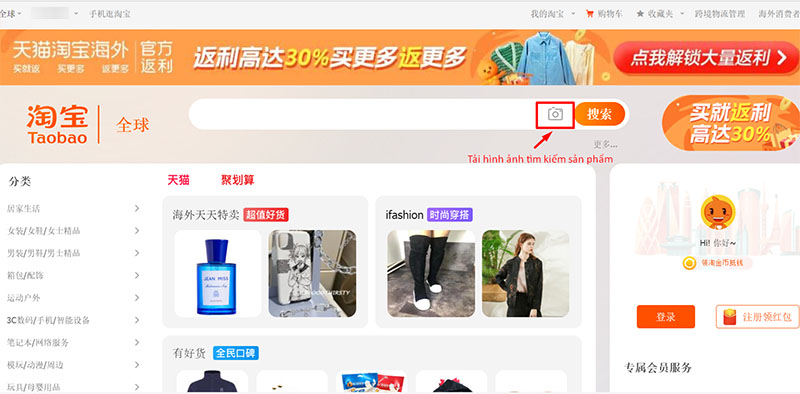 全球
手机逛淘宝
我的淘宝
购物车
收藏夹
跨境物流管理
海外消费者
天猫淘宝海外
买就返 买更多 返更多
官方
返利
返利高达30%买更多返更多
点我解锁大量返利
淘宝
Taobao
全球
搜索
更多...
Tải hình ảnh tìm kiếm sản phẩm
买就返利
高达30%
分类
居家生活
女装/女鞋/女士精品
男装/男鞋/男士精品
箱包/配饰
运动户外
3C数码/手机/智能设备
笔记本/网络服务
模玩/动漫/周边
玩具/母婴用品
天猫
聚划算
海外天天特卖 超值好货
JEAN MISS
ifashion 时尚穿搭
有好货 全民口碑
Hi! 你好~
领淘金币抵钱
登录
注册领红包
专属会员服务